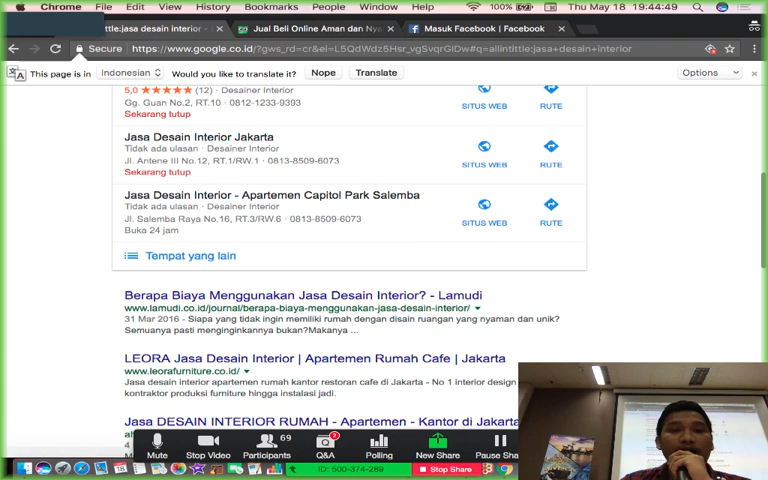 Chrome File Edit View History Bookmarks People Window Help 100% Thu May 18 19:44:49
tittle:jasa desain interior × Jual Beli Online Aman dan Nya × Masuk Facebook | Facebook ×
Secure https://www.google.co.id/?gws_rd=cr&ei=L5QdWdz5Hsr_vgSvqrGIDw#q=allintittle:jasa+desain+interior
This page is in Indonesian Would you like to translate it? Nope Translate Options
5,0 (12) · Desainer Interior
Gg. Guan No.2, RT.10 · 0812-1233-9393
Sekarang tutup
SITUS WEB RUTE
Jasa Desain Interior Jakarta
Tidak ada ulasan · Desainer Interior
Jl. Antene III No.12, RT.1/RW.1 · 0813-8509-6073
Sekarang tutup
SITUS WEB RUTE
Jasa Desain Interior - Apartemen Capitol Park Salemba
Tidak ada ulasan · Desainer Interior
Jl. Salemba Raya No.16, RT.3/RW.6 · 0813-8509-6073
Buka 24 jam
SITUS WEB RUTE
Tempat yang lain
Berapa Biaya Menggunakan Jasa Desain Interior? - Lamudi
www.lamudi.co.id/journal/berapa-biaya-menggunakan-jasa-desain-interior/
31 Mar 2016 - Siapa yang tidak ingin memiliki rumah dengan disain ruangan yang nyaman dan unik?
Semuanya pasti menginginkannya bukan?Makanya ...
LEORA Jasa Desain Interior | Apartemen Rumah Cafe | Jakarta
www.leorafurniture.co.id/
Jasa desain interior apartemen rumah kantor restoran cafe di Jakarta - No 1 interior design
kontraktor produksi furniture hingga instalasi jadi.
Jasa DESAIN INTERIOR RUMAH - Apartemen - Kantor di Jakarta
69
Mute Stop Video Participants Q&A Polling New Share Pause Sha
ID: 500-374-289 Stop Share